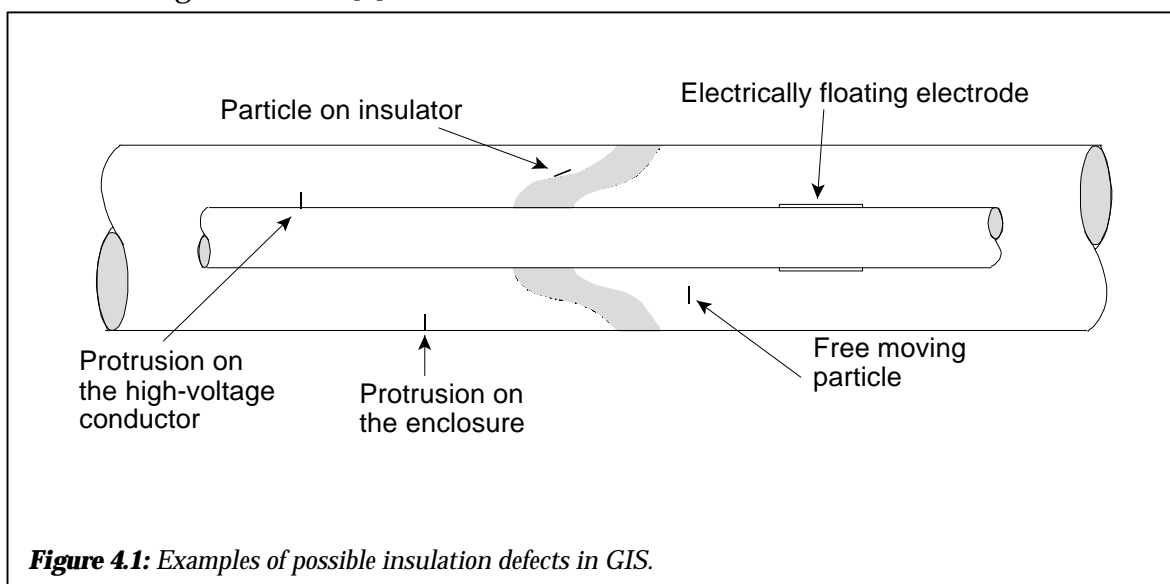 Particle on insulator
Electrically floating electrode
Protrusion on
the high-voltage
conductor
Protrusion on
the enclosure
Free moving
particle
Figure 4.1: Examples of possible insulation defects in GIS.